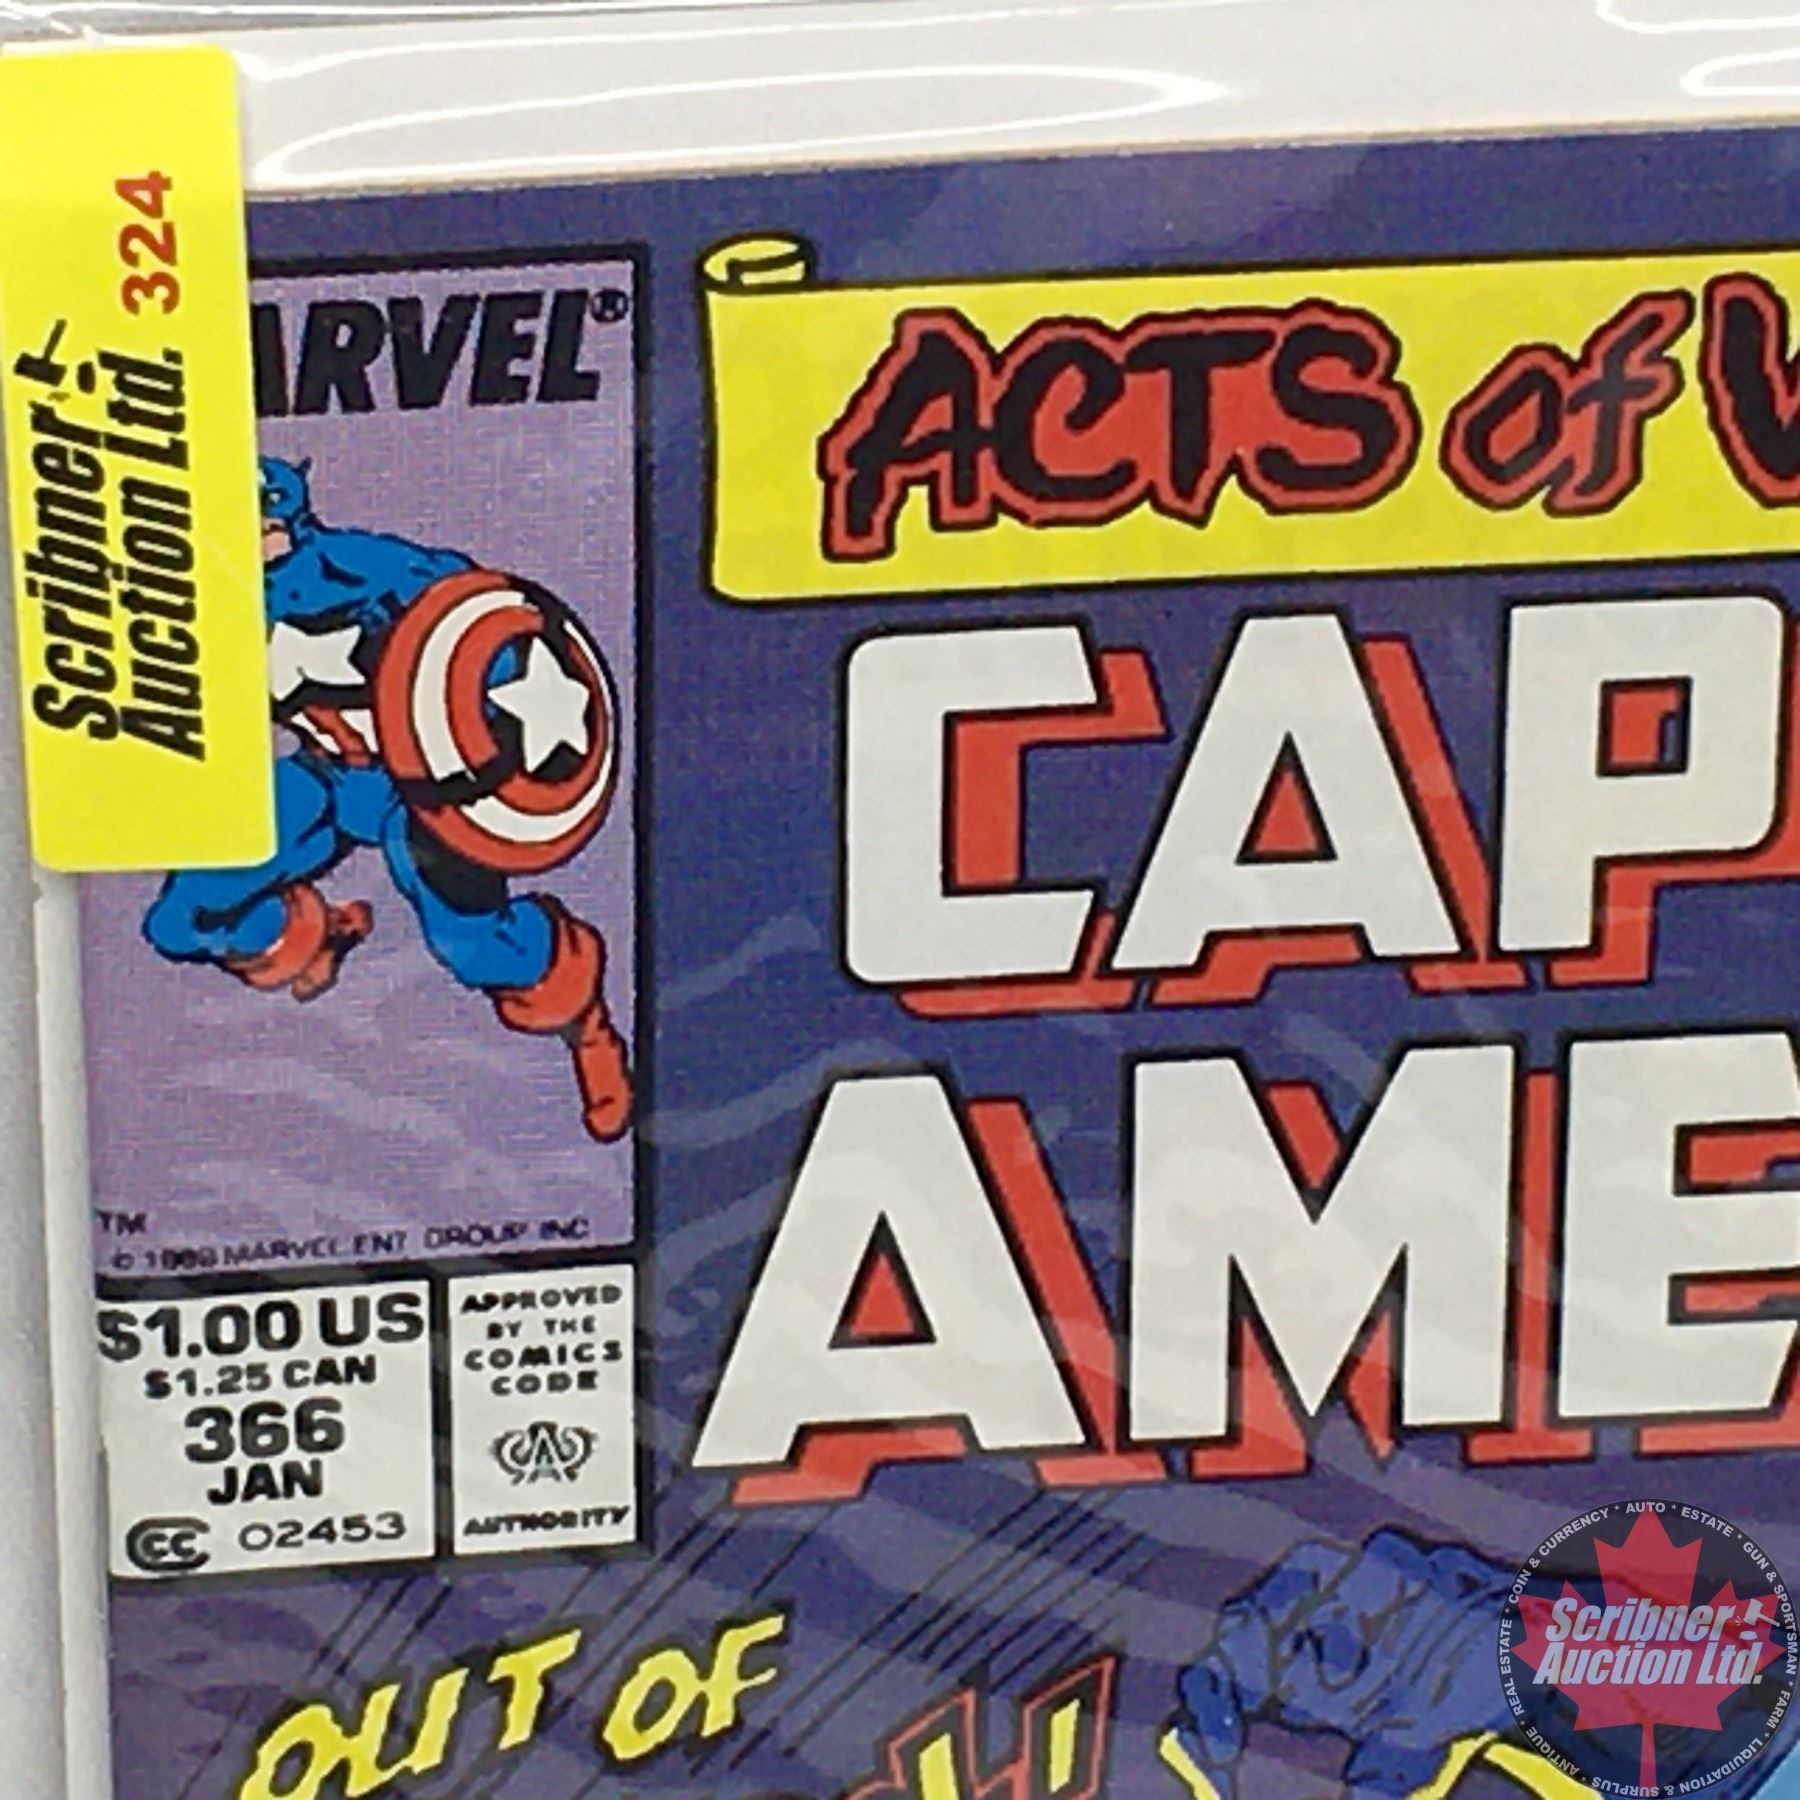 Scribner
Auction Ltd. 324
ARVEL®
ACTS of V
CAP
AME
TM
MARVEL ENT GROUP INC
$1.00 US
$1.25 CAN
366
JAN
CC 02453
APPROVED
BY THE
COMICS
CODE
A
AUTHORITY
OUT OF
COIN & CURRENCY * AUTO * ESTATE * GUN & SPORTSMAN * FARM * LIQUIDATION & SURPLUS * ANTIQUE * REAL ESTATE *
Scribner
Auction Ltd.